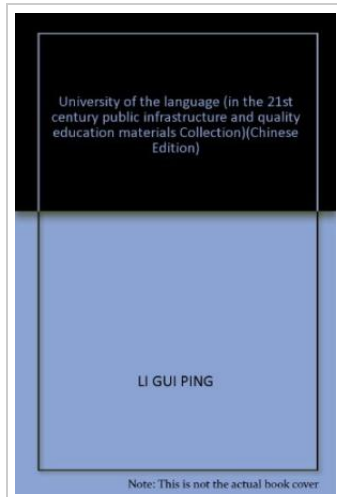 University of the language (in the 21st
century public infrastructure and quality
education materials Collection)(Chinese
Edition)
LI GUI PING
Note: This is not the actual book cover